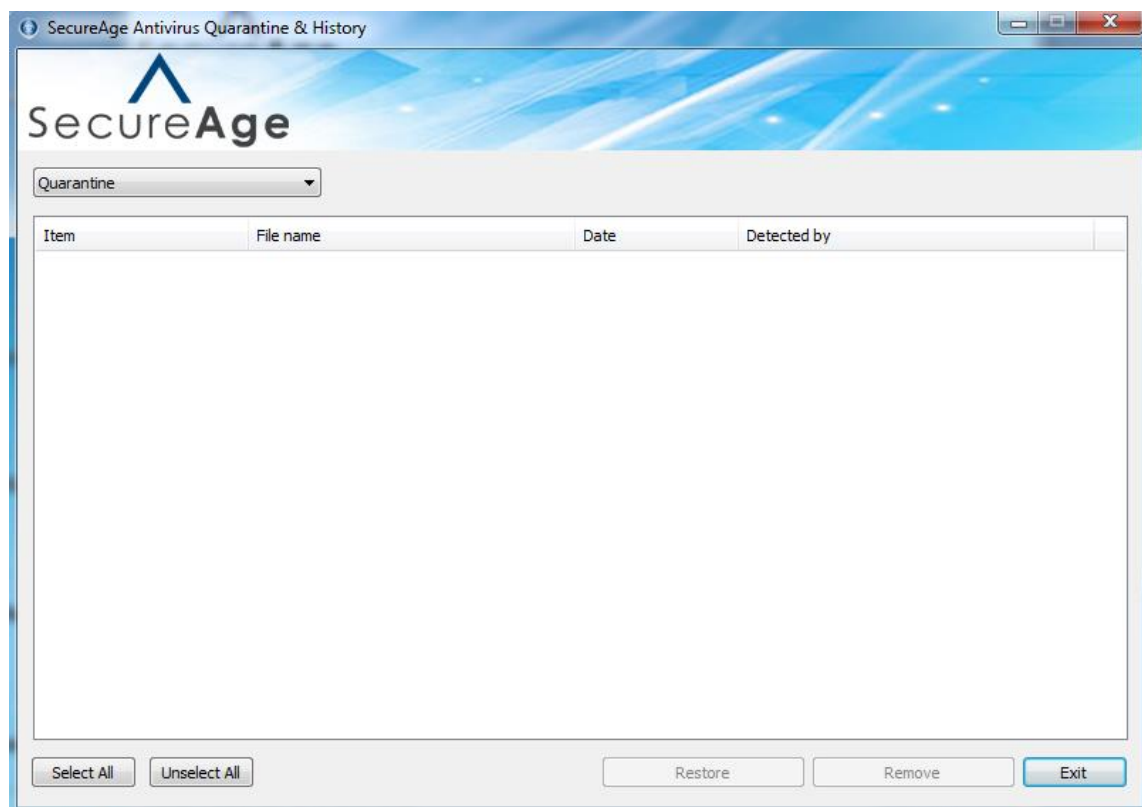 SecureAge Antivirus Quarantine & History
SecureAge
Quarantine
Item File name Date Detected by
Select All Unselect All Restore Remove Exit